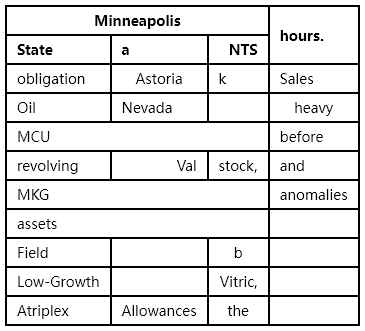 Minneapolis hours.
State a NTS
obligation Astoria k Sales
Oil Nevada heavy
MCU before
revolving Val stock, and
MKG anomalies
assets
Field b
Low-Growth Vitric,
Atriplex Allowances the